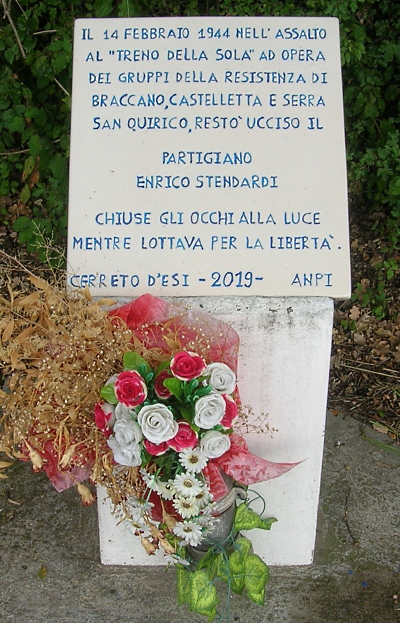 IL 14 FEBBRAIO 1944 NELL'ASSALTO
AL "TRENO DELLA SOLA" AD OPERA
DEI GRUPPI DELLA RESISTENZA DI
BRACCANO, CASTELLETTA E SERRA
SAN QUIRICO, RESTO' UCCISO IL
PARTIGIANO
ENRICO STENDARDI
CHIUSE GLI OCCHI ALLA LUCE
MENTRE LOTTAVA PER LA LIBERTA'.
CERRETO D'ESI - 2019 - ANPI